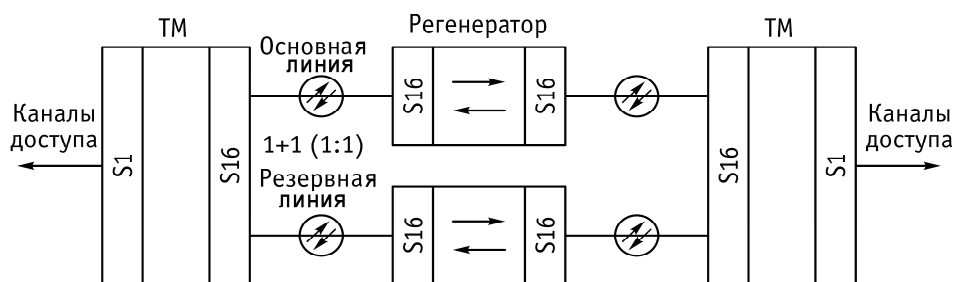 ТМ
Регенератор
ТМ
Основная
линия
Каналы
доступа
S1
S16
S16
S16
S16
S1
Каналы
доступа
1+1 (1:1)
Резервная
линия
S16
S16